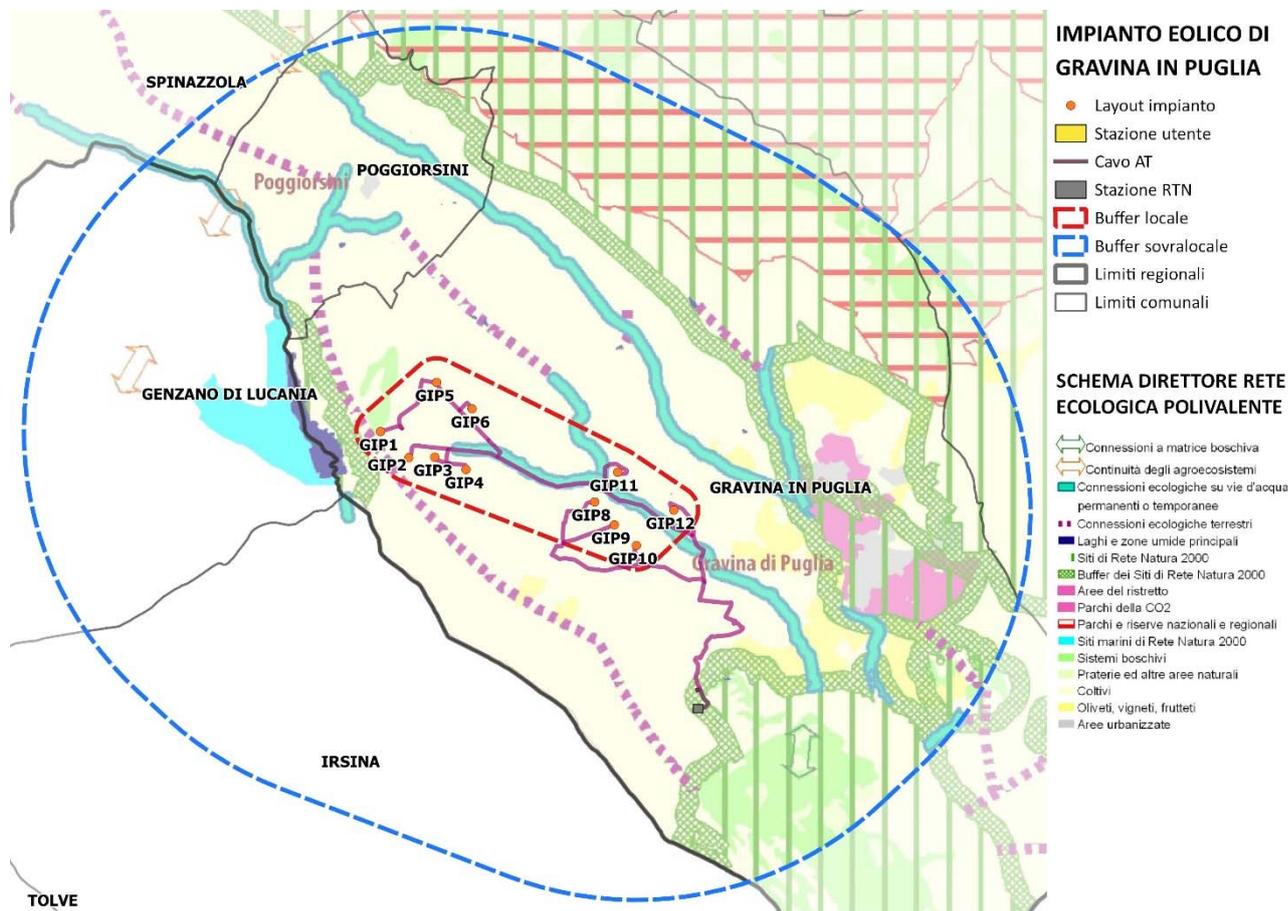 SPINAZZOLA
Poggiorsini
POGGIORSINI
GENZANO DI LUCANIA
GIP5
GIP6
GIP1
GIP2
GIP3
GIP4
GIP11
GRAVINA IN PUGLIA
GIP8
GIP12
GIP9
GIP10
Gravina di Puglia
IRSINA
TOLVE
IMPIANTO EOLICO DI
GRAVINA IN PUGLIA
Layout impianto
Stazione utente
Cavo AT
Stazione RTN
Buffer locale
Buffer sovralocale
Limiti regionali
Limiti comunali
SCHEMA DIRETTORE RETE
ECOLOGICA POLIVALENTE
Connessioni a matrice boschiva
Continuità degli agroecosistemi
Connessioni ecologiche su vie d'acqua
permanenti o temporanee
Connessioni ecologiche terrestri
Laghi e zone umide principali
Siti di Rete Natura 2000
Buffer dei Siti di Rete Natura 2000
Aree del ristretto
Parchi della CO2
Parchi e riserve nazionali e regionali
Siti marini di Rete Natura 2000
Sistemi boschivi
Praterie ed altre aree naturali
Coltivi
Oliveti, vigneti, frutteti
Aree urbanizzate